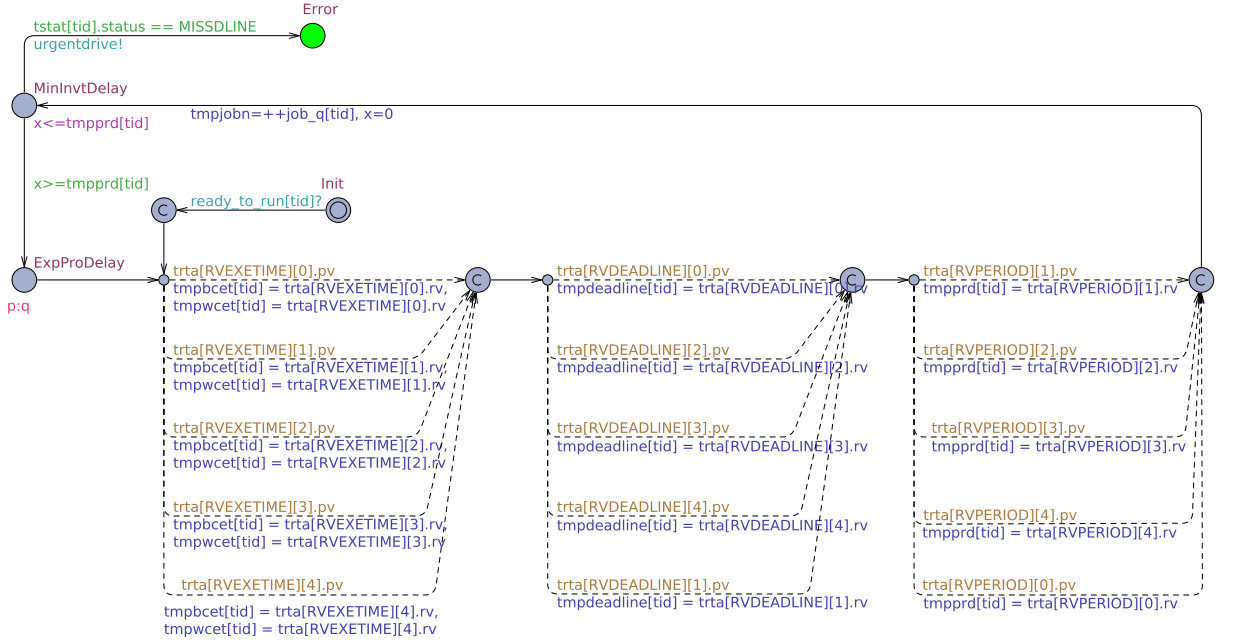 Error
tstat[tid].status == MISSDLINE
urgentdrive!
MinInvtDelay
tmpjobn=++job_q[tid], x=0
x<=tmpprd[tid]
x>=tmpprd[tid]
Init
ready_to_run[tid]?
C
ExpProDelay
p:q
trta[RVEXETIME][0].pv
tmpbcet[tid] = trta[RVEXETIME][0].rv,
tmpwcet[tid] = trta[RVEXETIME][0].rv
trta[RVEXETIME][1].pv
tmpbcet[tid] = trta[RVEXETIME][1].rv,
tmpwcet[tid] = trta[RVEXETIME][1].rv
trta[RVEXETIME][2].pv
tmpbcet[tid] = trta[RVEXETIME][2].rv,
tmpwcet[tid] = trta[RVEXETIME][2].rv
trta[RVEXETIME][3].pv
tmpbcet[tid] = trta[RVEXETIME][3].rv,
tmpwcet[tid] = trta[RVEXETIME][3].rv
trta[RVEXETIME][4].pv
tmpbcet[tid] = trta[RVEXETIME][4].rv,
tmpwcet[tid] = trta[RVEXETIME][4].rv
C
trta[RVDEADLINE][0].pv
tmpdeadline[tid] = trta[RVDEADLINE][0].rv
trta[RVDEADLINE][2].pv
tmpdeadline[tid] = trta[RVDEADLINE][2].rv
trta[RVDEADLINE][3].pv
tmpdeadline[tid] = trta[RVDEADLINE][3].rv
trta[RVDEADLINE][4].pv
tmpdeadline[tid] = trta[RVDEADLINE][4].rv
trta[RVDEADLINE][1].pv
tmpdeadline[tid] = trta[RVDEADLINE][1].rv
C
trta[RVPERIOD][1].pv
tmpprd[tid] = trta[RVPERIOD][1].rv
trta[RVPERIOD][2].pv
tmpprd[tid] = trta[RVPERIOD][2].rv
trta[RVPERIOD][3].pv
tmpprd[tid] = trta[RVPERIOD][3].rv
trta[RVPERIOD][4].pv
tmpprd[tid] = trta[RVPERIOD][4].rv
trta[RVPERIOD][0].pv
tmpprd[tid] = trta[RVPERIOD][0].rv
C